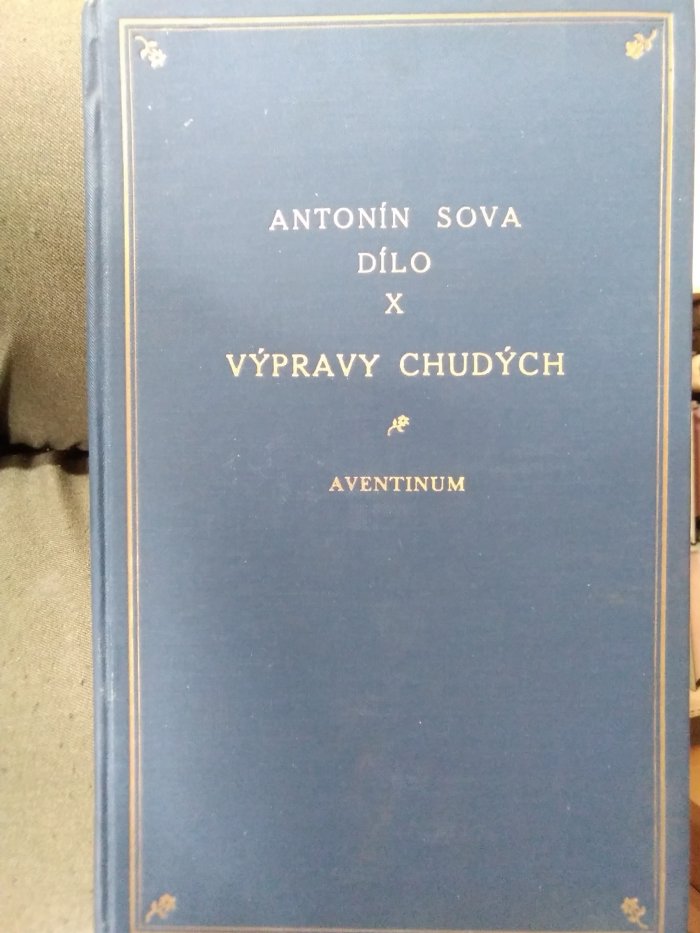 ANTONÍN SOVA
DÍLO
X
VÝPRAVY CHUDÝCH
AVENTINUM